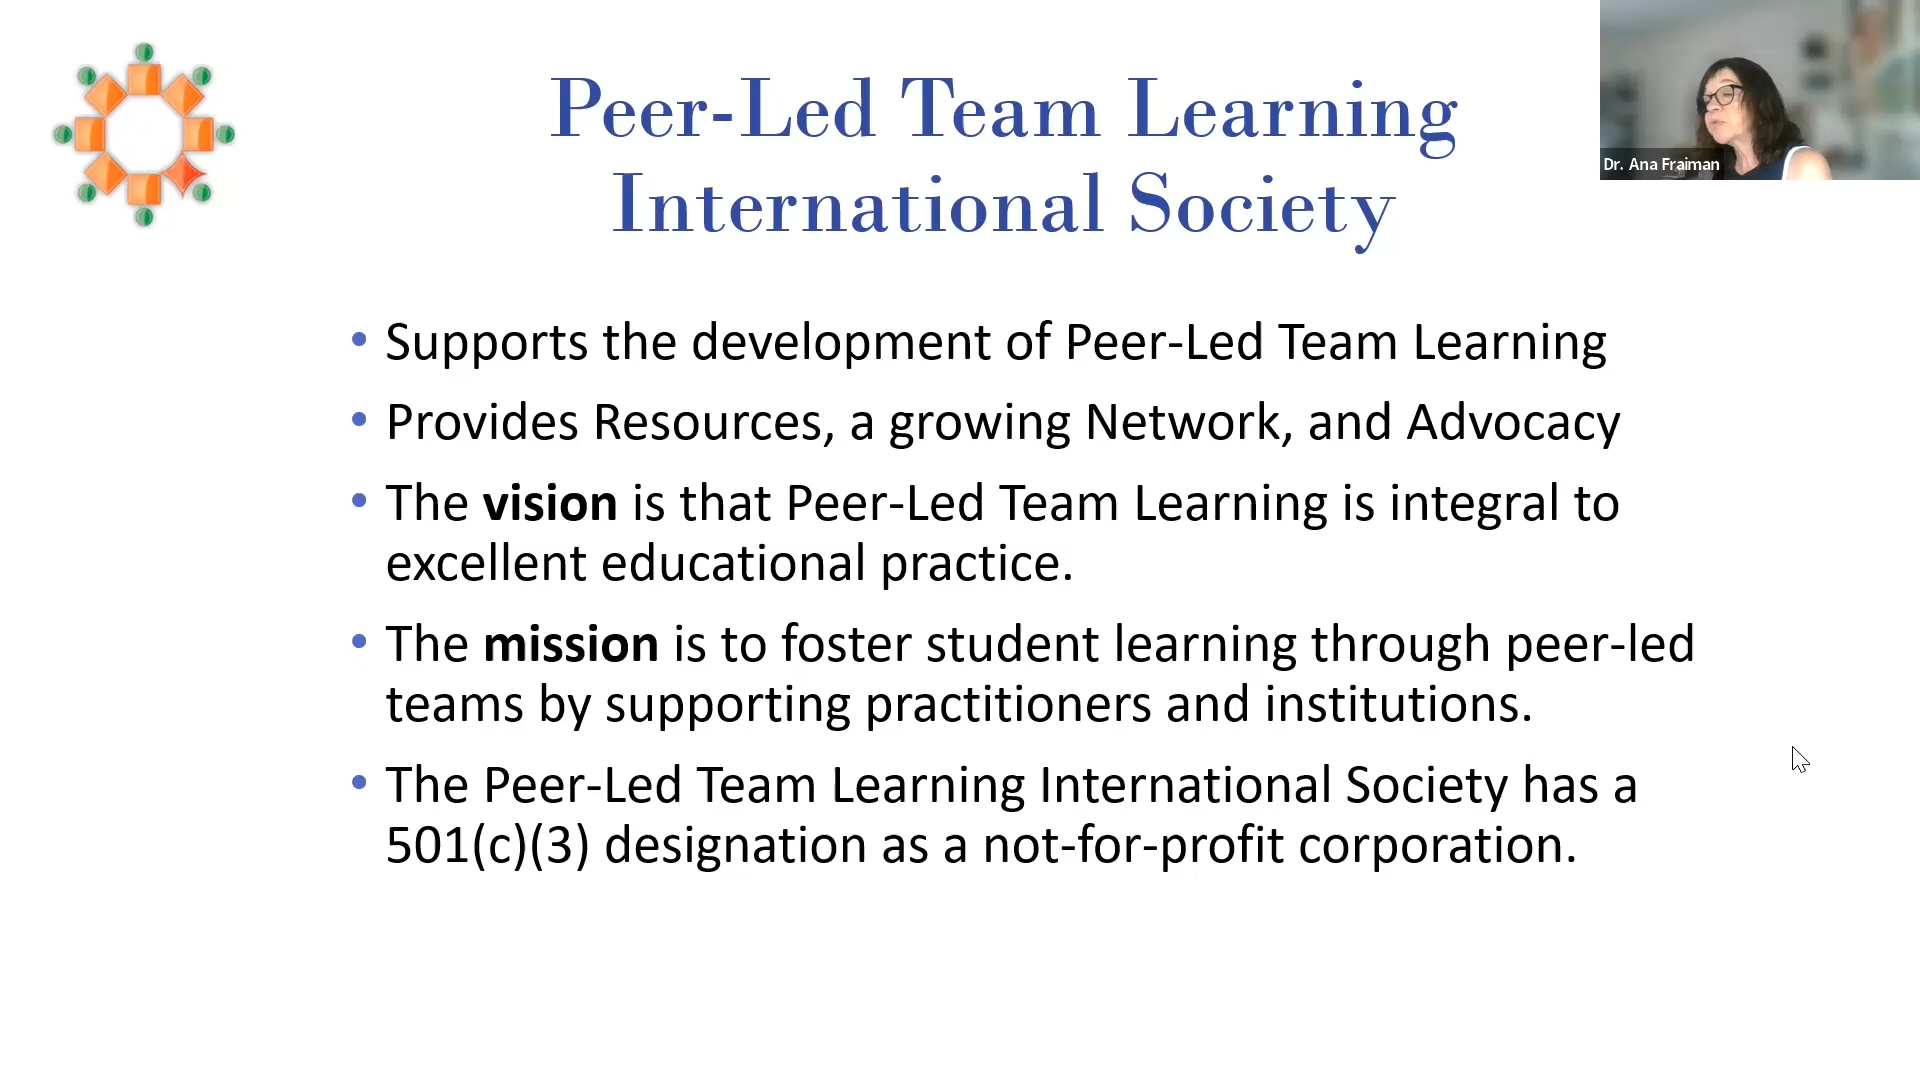 Peer-Led Team Learning
International Society
Dr. Ana Fraiman
• Supports the development of Peer-Led Team Learning
• Provides Resources, a growing Network, and Advocacy
• The vision is that Peer-Led Team Learning is integral to
excellent educational practice.
• The mission is to foster student learning through peer-led
teams by supporting practitioners and institutions.
• The Peer-Led Team Learning International Society has a
501(c)(3) designation as a not-for-profit corporation.